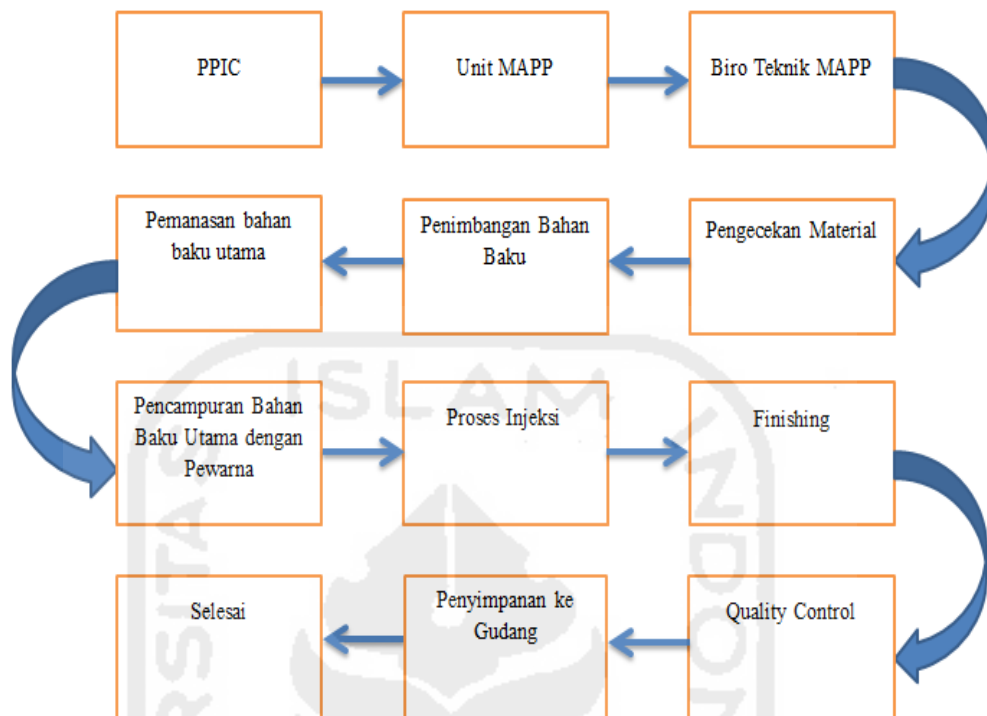 PPIC
Unit MAPP
Biro Teknik MAPP
Pengecekan Material
Penimbangan Bahan
Baku
Pemanasan bahan
baku utama
Pencampuran Bahan
Baku Utama dengan
Pewarna
Proses Injeksi
Finishing
Quality Control
Penyimpanan ke
Gudang
Selesai
ISLAM